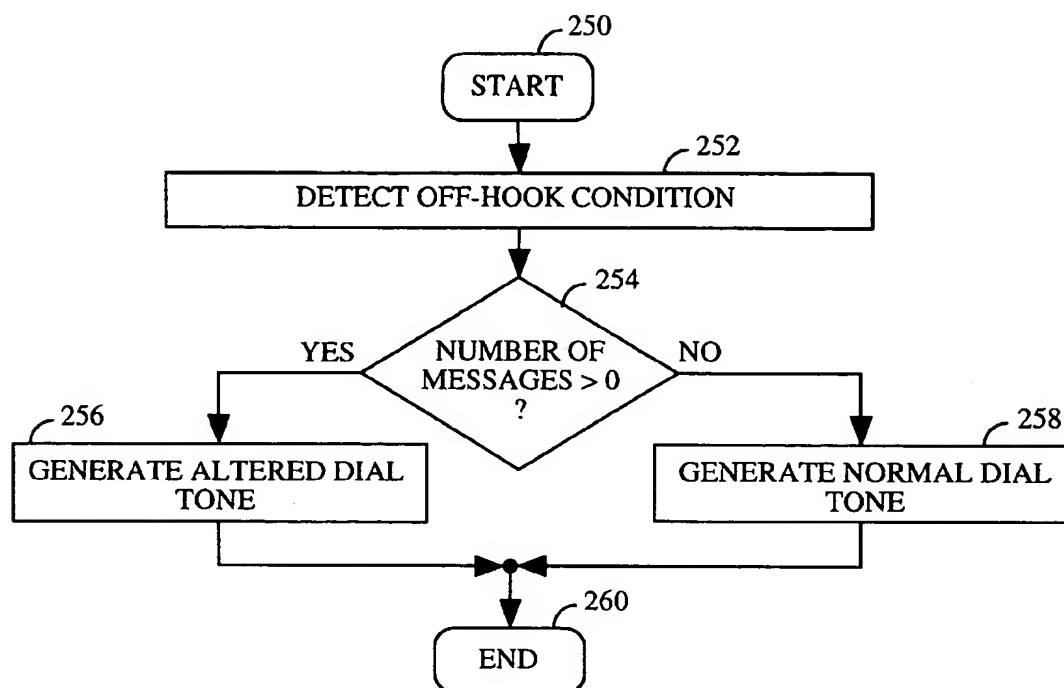 250
START
252
DETECT OFF-HOOK CONDITION
254
YES
NUMBER OF
MESSAGES > 0
?
NO
256
GENERATE ALTERED DIAL
TONE
258
GENERATE NORMAL DIAL
TONE
260
END